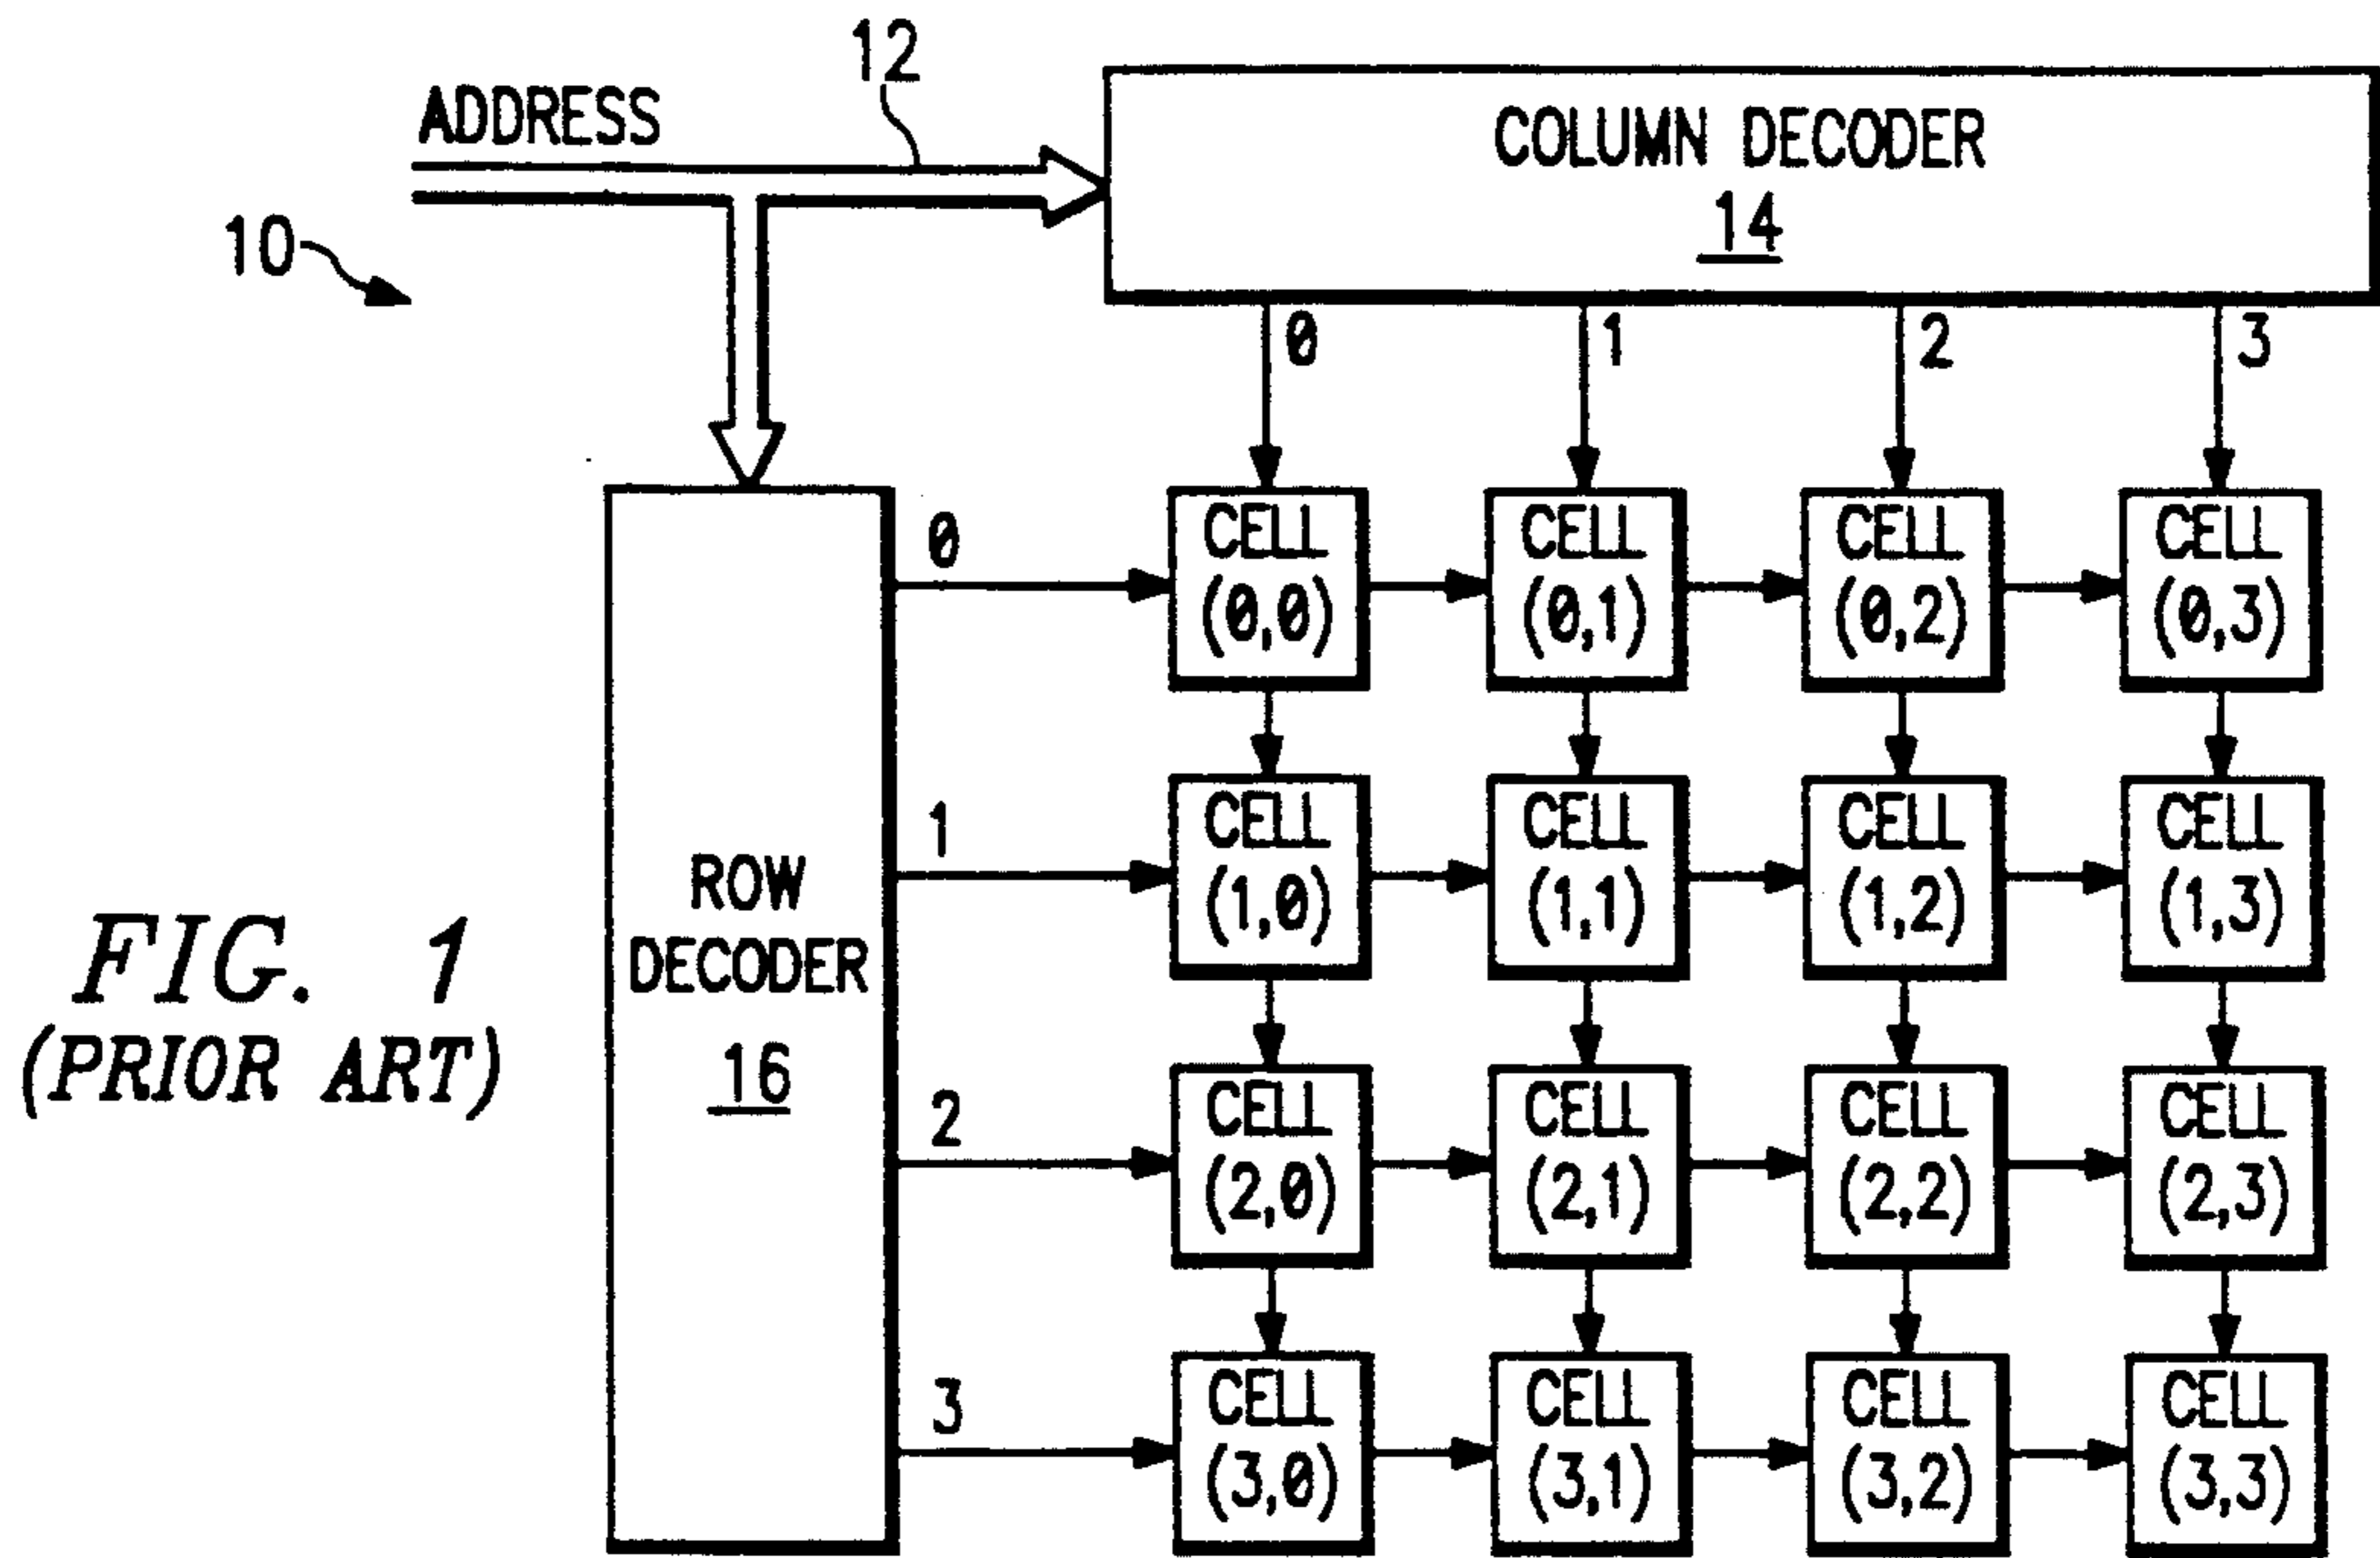 12
ADDRESS
COLUMN DECODER
14
10
0 1 2 3
0
CELL CELL CELL CELL
(0,0) (0,1) (0,2) (0,3)
1
CELL CELL CELL CELL
(1,0) (1,1) (1,2) (1,3)
ROW
DECODER
16
FIG. 1
(PRIOR ART)
2
CELL CELL CELL CELL
(2,0) (2,1) (2,2) (2,3)
3
CELL CELL CELL CELL
(3,0) (3,1) (3,2) (3,3)